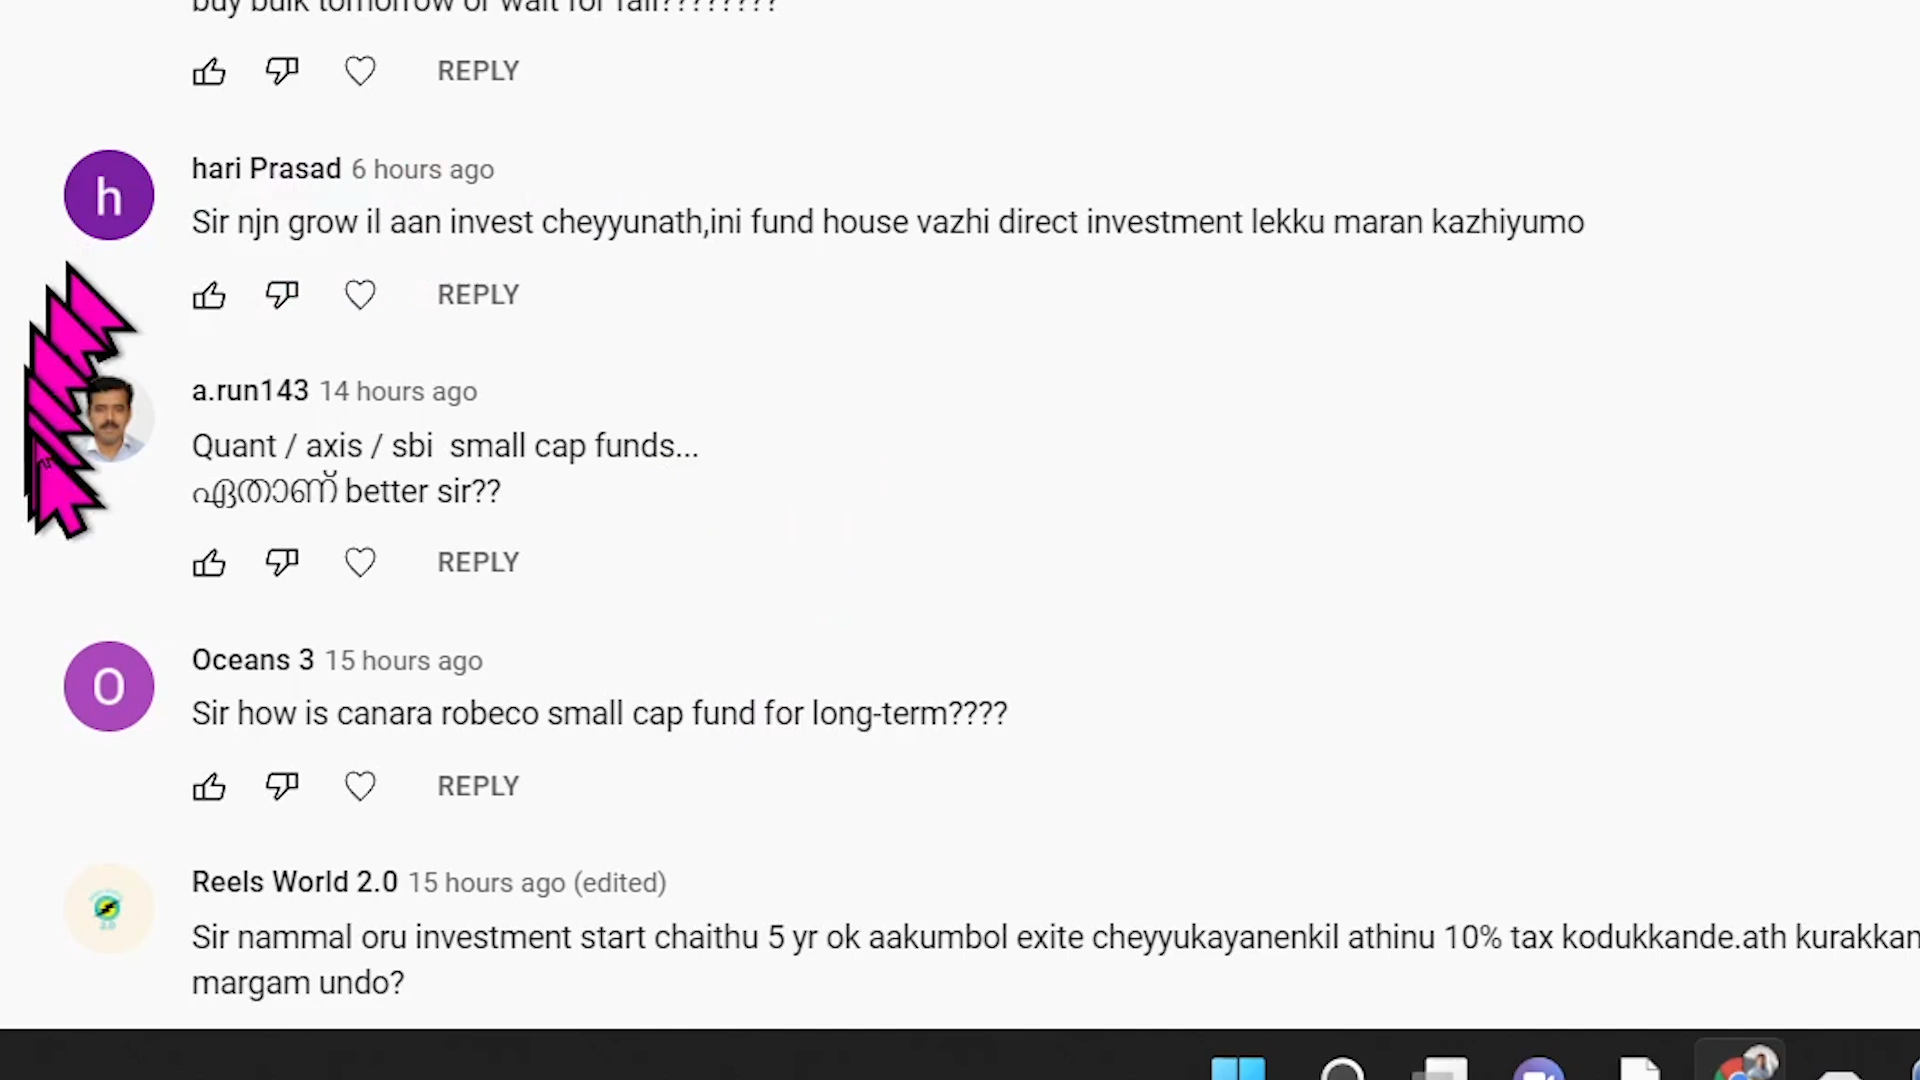 buy bulk tomorrow or wait for fall????????
REPLY
h
hari Prasad 6 hours ago
Sir njn grow il aan invest cheyyunath,ini fund house vazhi direct investment lekku maran kazhiyumo
REPLY
a.run143 14 hours ago
Quant / axis / sbi  small cap funds...
ഏതാണ് better sir??
REPLY
O
Oceans 3 15 hours ago
Sir how is canara robeco small cap fund for long-term????
REPLY
2.0
Reels World 2.0 15 hours ago (edited)
Sir nammal oru investment start chaithu 5 yr ok aakumbol exite cheyyukayanenkil athinu 10% tax kodukkande.ath kurakkan
margam undo?